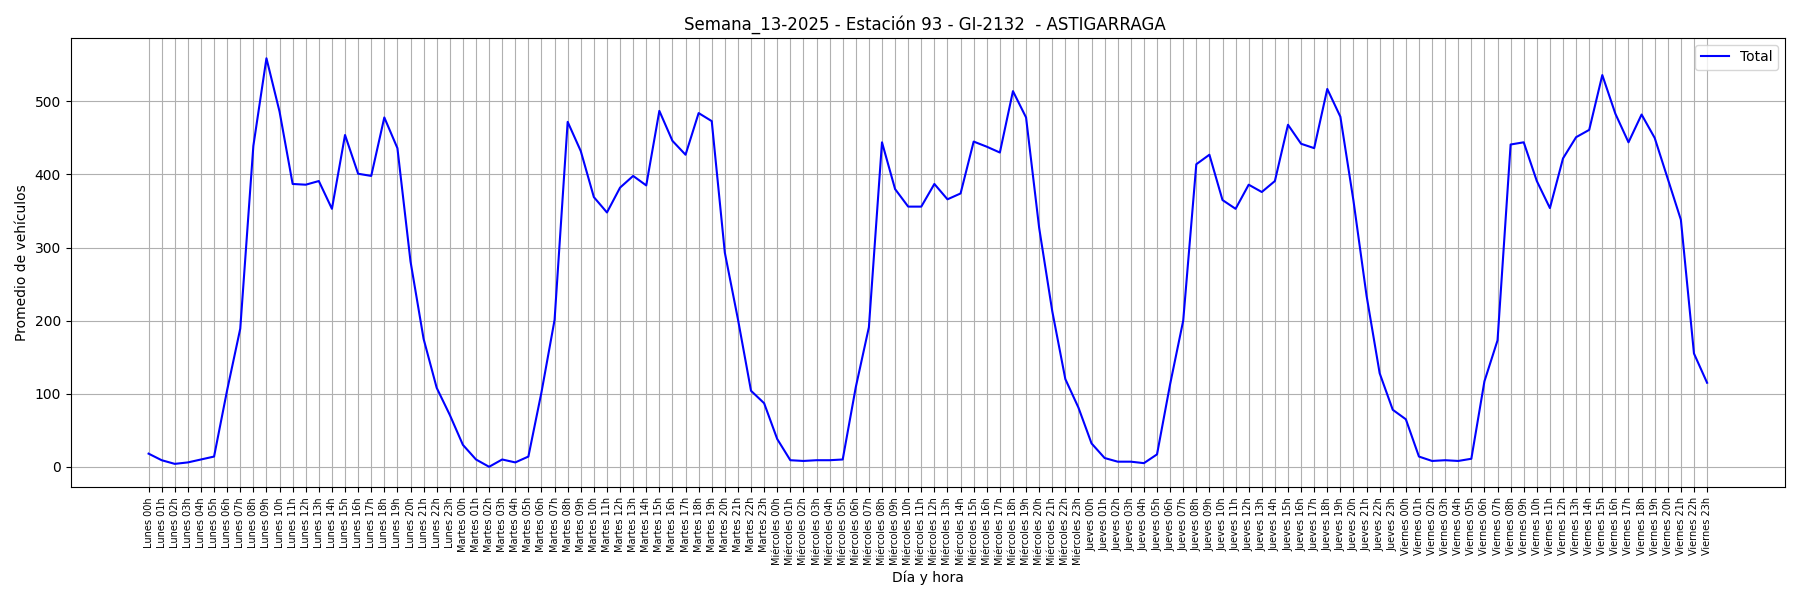 Semana_13-2025 - Estación 93 - GI-2132  - ASTIGARRAGA
Total
Promedio de vehículos
500
400
300
200
100
0
Lunes 00h
Lunes 01h
Lunes 02h
Lunes 03h
Lunes 04h
Lunes 05h
Lunes 06h
Lunes 07h
Lunes 08h
Lunes 09h
Lunes 10h
Lunes 11h
Lunes 12h
Lunes 13h
Lunes 14h
Lunes 15h
Lunes 16h
Lunes 17h
Lunes 18h
Lunes 19h
Lunes 20h
Lunes 21h
Lunes 22h
Lunes 23h
Martes 00h
Martes 01h
Martes 02h
Martes 03h
Martes 04h
Martes 05h
Martes 06h
Martes 07h
Martes 08h
Martes 09h
Martes 10h
Martes 11h
Martes 12h
Martes 13h
Martes 14h
Martes 15h
Martes 16h
Martes 17h
Martes 18h
Martes 19h
Martes 20h
Martes 21h
Martes 22h
Martes 23h
Miércoles 00h
Miércoles 01h
Miércoles 02h
Miércoles 03h
Miércoles 04h
Miércoles 05h
Miércoles 06h
Miércoles 07h
Miércoles 08h
Miércoles 09h
Miércoles 10h
Miércoles 11h
Miércoles 12h
Miércoles 13h
Miércoles 14h
Miércoles 15h
Miércoles 16h
Miércoles 17h
Miércoles 18h
Miércoles 19h
Miércoles 20h
Miércoles 21h
Miércoles 22h
Miércoles 23h
Jueves 00h
Jueves 01h
Jueves 02h
Jueves 03h
Jueves 04h
Jueves 05h
Jueves 06h
Jueves 07h
Jueves 08h
Jueves 09h
Jueves 10h
Jueves 11h
Jueves 12h
Jueves 13h
Jueves 14h
Jueves 15h
Jueves 16h
Jueves 17h
Jueves 18h
Jueves 19h
Jueves 20h
Jueves 21h
Jueves 22h
Jueves 23h
Viernes 00h
Viernes 01h
Viernes 02h
Viernes 03h
Viernes 04h
Viernes 05h
Viernes 06h
Viernes 07h
Viernes 08h
Viernes 09h
Viernes 10h
Viernes 11h
Viernes 12h
Viernes 13h
Viernes 14h
Viernes 15h
Viernes 16h
Viernes 17h
Viernes 18h
Viernes 19h
Viernes 20h
Viernes 21h
Viernes 22h
Viernes 23h
Día y hora